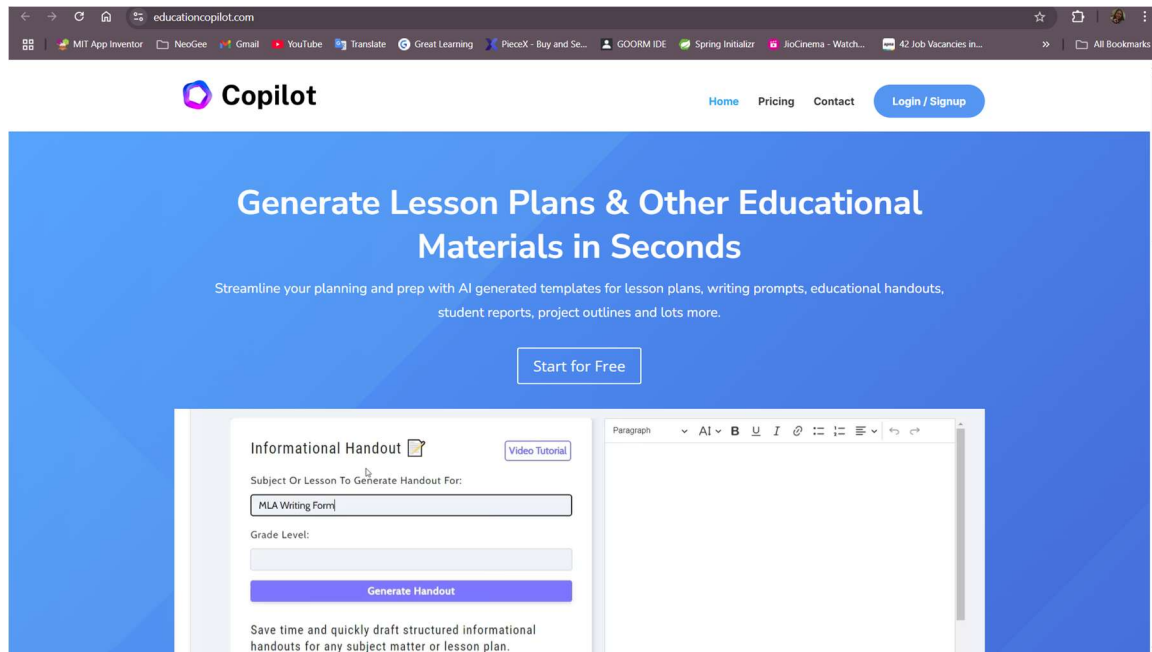 educationcopilot.com
MIT App Inventor NeoGee Gmail YouTube Translate Great Learning PieceX - Buy and Se... GOORM IDE Spring Initializr JioCinema - Watch... 42 Job Vacancies in... » All Bookmarks
Copilot
Home Pricing Contact Login / Signup
Generate Lesson Plans & Other Educational
Materials in Seconds
Streamline your planning and prep with AI generated templates for lesson plans, writing prompts, educational handouts,
student reports, project outlines and lots more.
Start for Free
Informational Handout
Video Tutorial
Subject Or Lesson To Generate Handout For:
MLA Writing Form
Grade Level:
Generate Handout
Save time and quickly draft structured informational
handouts for any subject matter or lesson plan.
Paragraph AI B U I